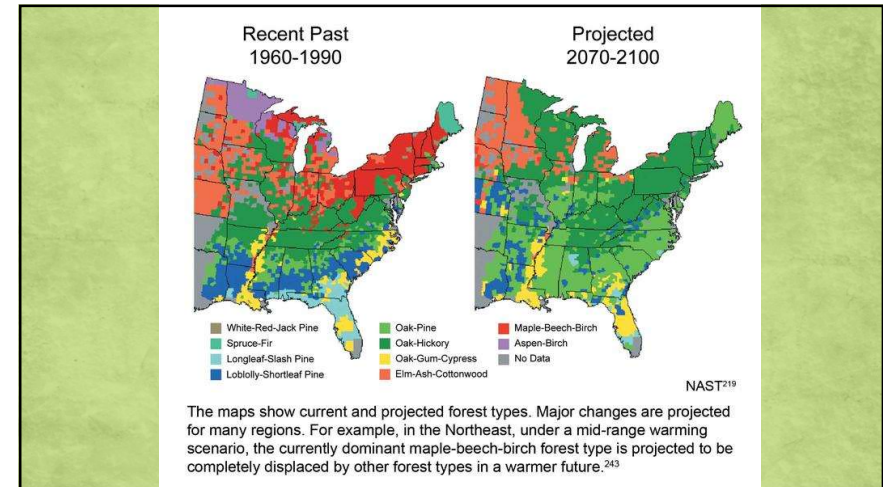 Recent Past
1960-1990
Projected
2070-2100
White-Red-Jack Pine
Spruce-Fir
Longleaf-Slash Pine
Loblolly-Shortleaf Pine
Oak-Pine
Oak-Hickory
Oak-Gum-Cypress
Elm-Ash-Cottonwood
Maple-Beech-Birch
Aspen-Birch
No Data
NAST²¹⁹
The maps show current and projected forest types. Major changes are projected
for many regions. For example, in the Northeast, under a mid-range warming
scenario, the currently dominant maple-beech-birch forest type is projected to be
completely displaced by other forest types in a warmer future.²⁴³